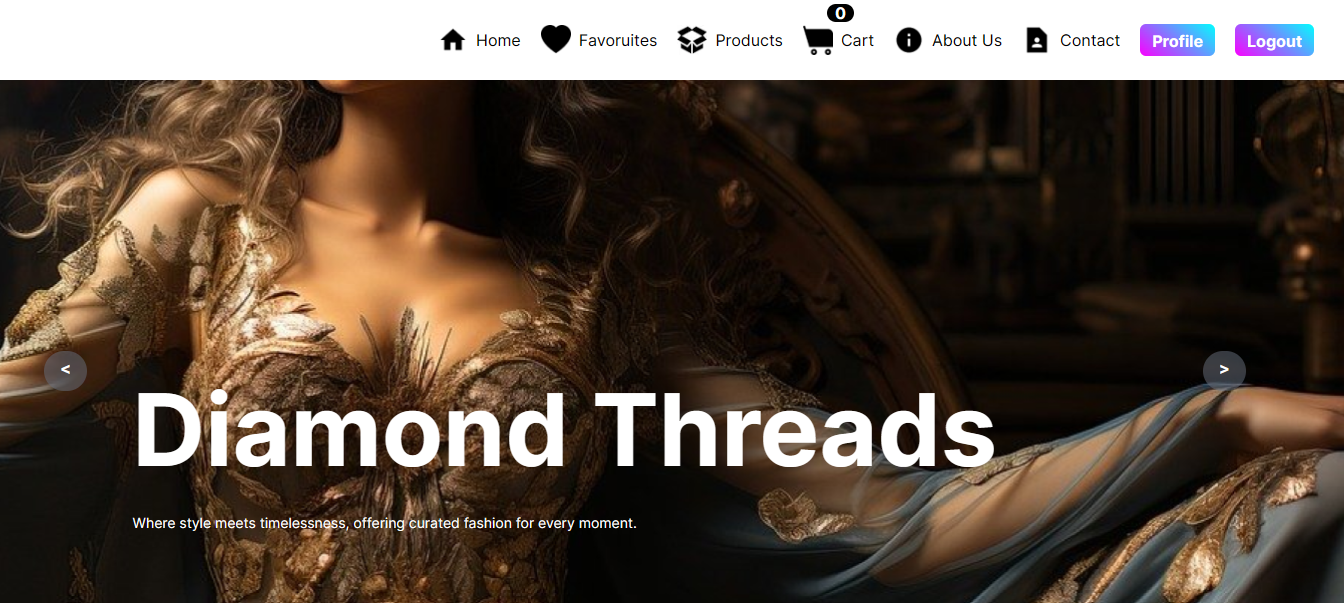 0
Home Favoruites Products Cart About Us Contact Profile Logout
< >
Diamond Threads
Where style meets timelessness, offering curated fashion for every moment.